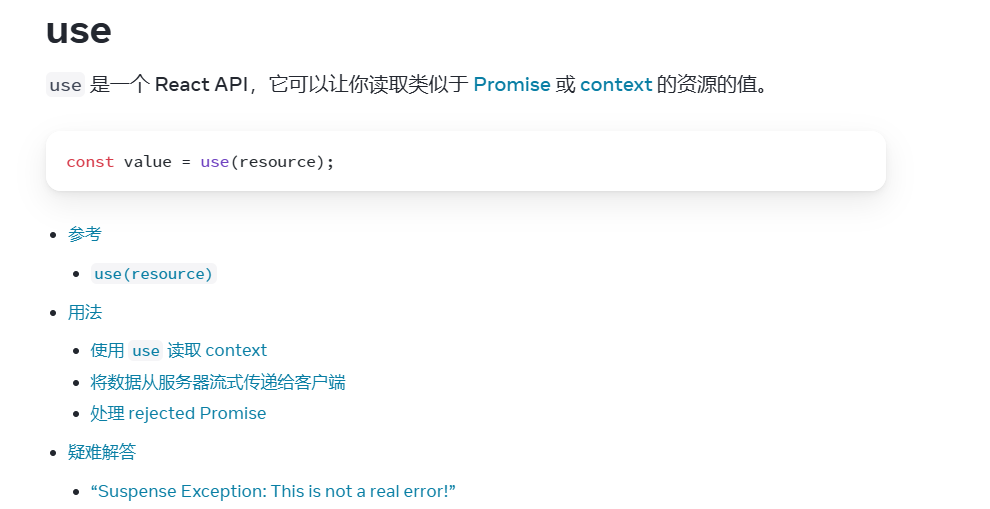 use
use 是一个 React API，它可以让你读取类似于 Promise 或 context 的资源的值。
const value = use(resource);
参考
use(resource)
用法
使用 use 读取 context
将数据从服务器流式传递给客户端
处理 rejected Promise
疑难解答
“Suspense Exception: This is not a real error!”